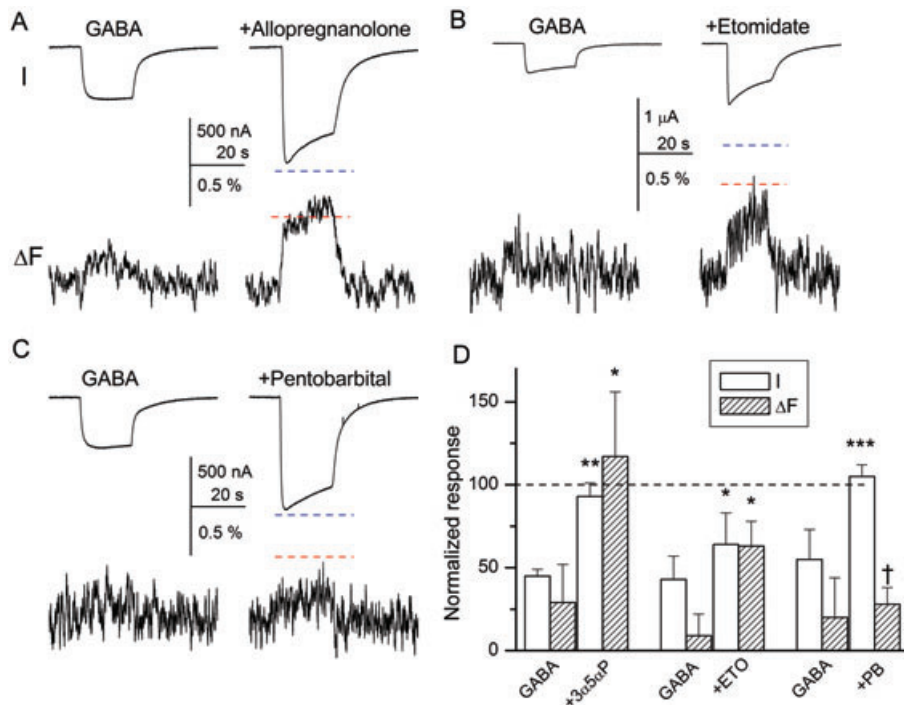 A
GABA
+Allopregnanolone
I
500 nA
20 s
0.5 %
ΔF
B
GABA
+Etomidate
1 μA
20 s
0.5 %
C
GABA
+Pentobarbital
500 nA
20 s
0.5 %
D
I
ΔF
Normalized response
150
100
50
0
*
**
*
*
***
†
GABA
+3α5αP
GABA
+ETO
GABA
+PB